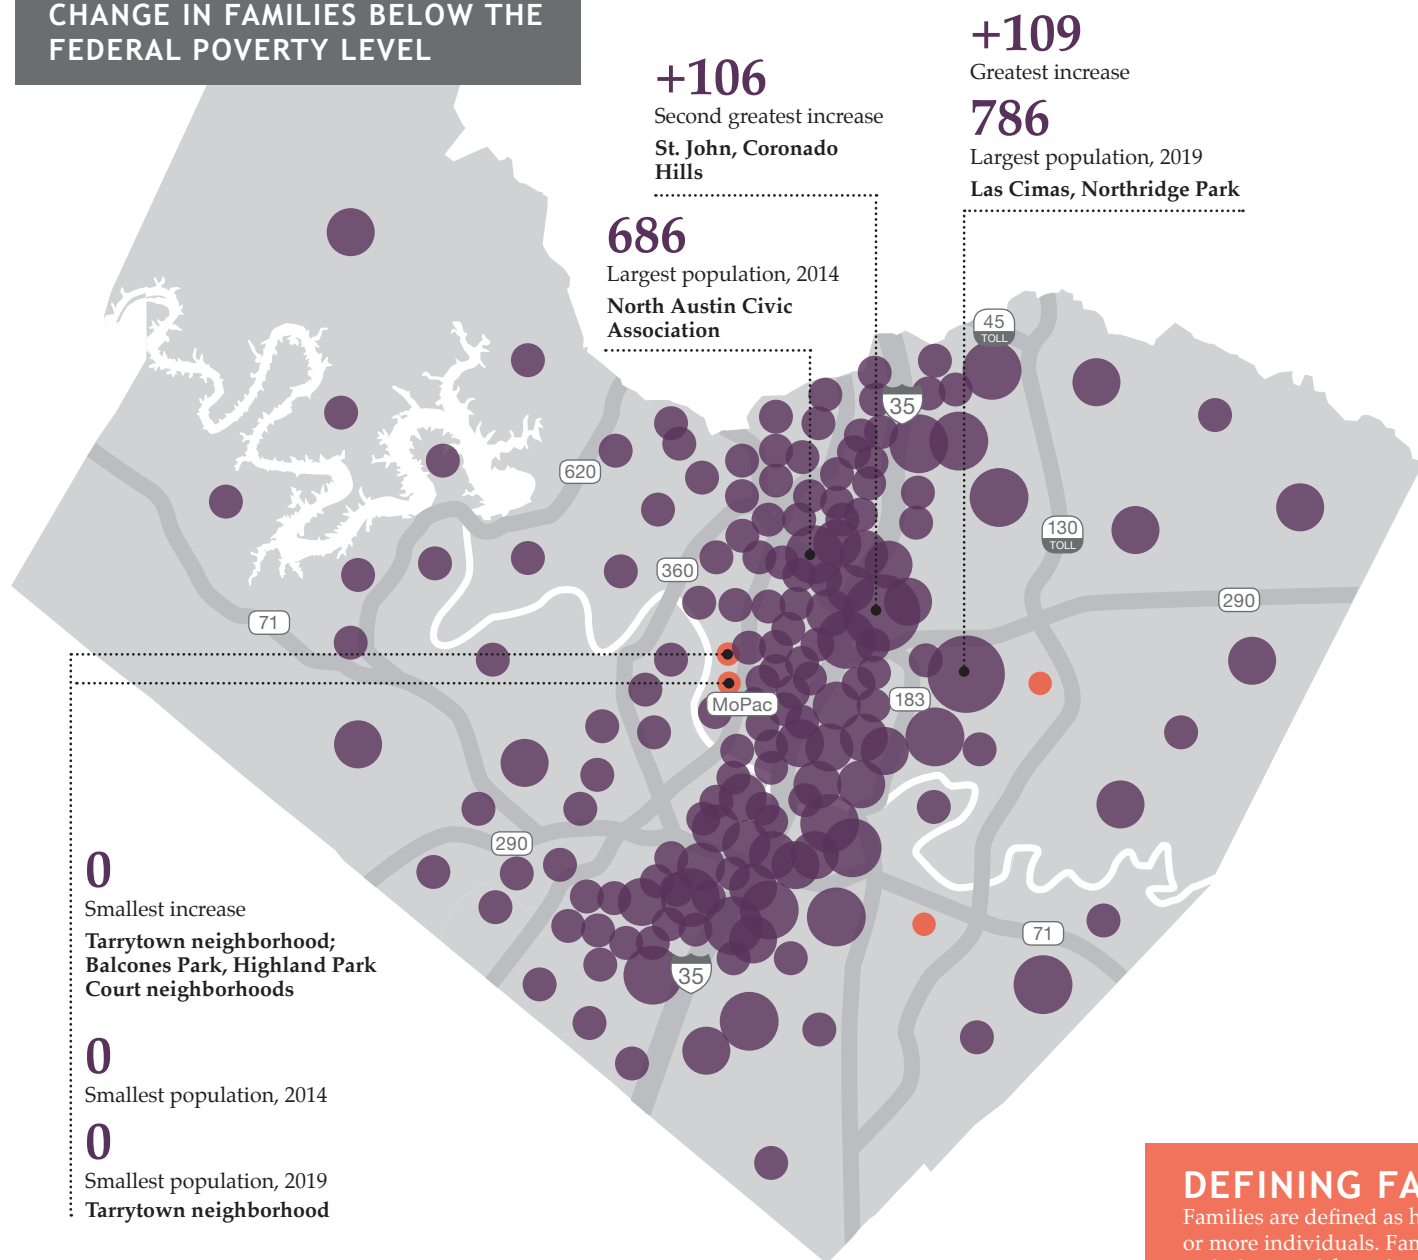 CHANGE IN FAMILIES BELOW THE
FEDERAL POVERTY LEVEL
+106
Second greatest increase
St. John, Coronado
Hills
+109
Greatest increase
786
Largest population, 2019
Las Cimas, Northridge Park
686
Largest population, 2014
North Austin Civic
Association
45
TOLL
35
620
130
TOLL
360
290
71
MoPac
183
290
71
35
0
Smallest increase
Tarrytown neighborhood;
Balcones Park, Highland Park
Court neighborhoods
0
Smallest population, 2014
0
Smallest population, 2019
Tarrytown neighborhood
DEFINING FA
Families are defined as h
or more individuals. Fam